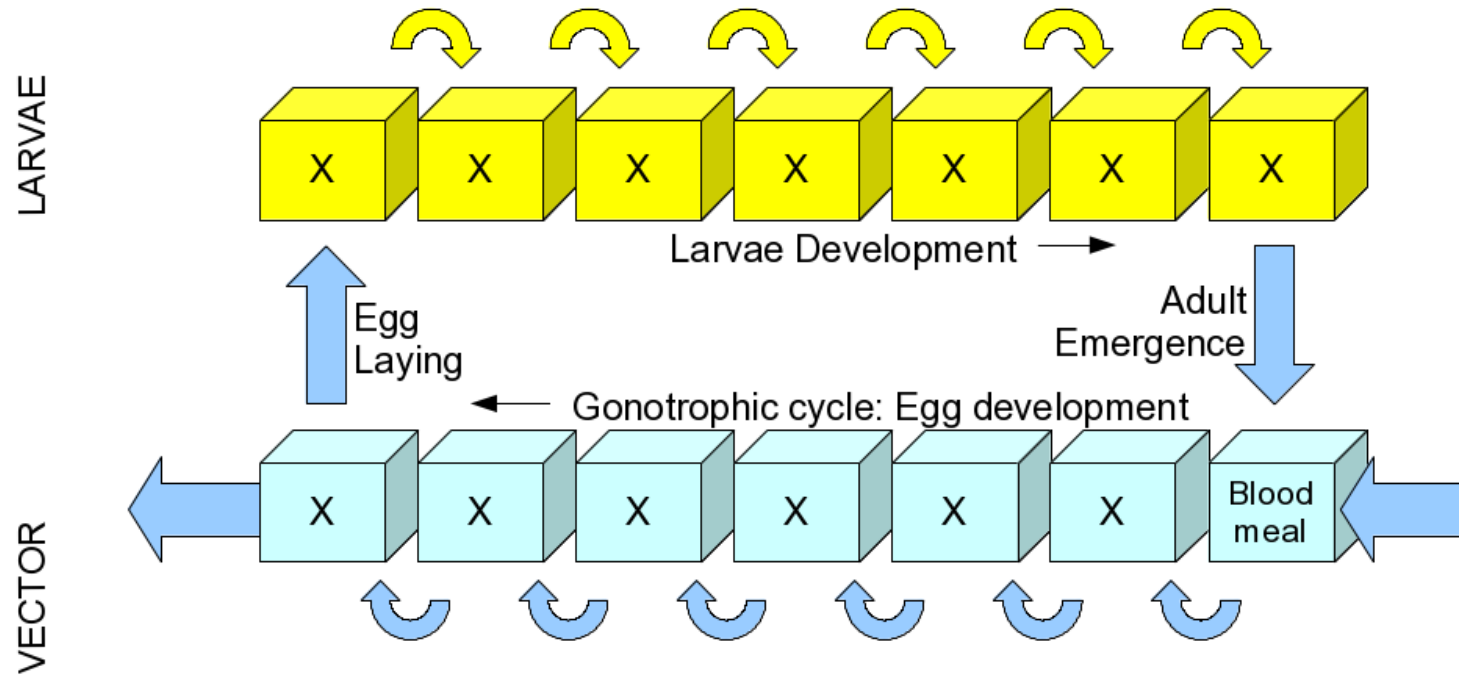 LARVAE
X X X X X X X
Larvae Development
Egg
Laying
Adult
Emergence
Gonotrophic cycle: Egg development
VECTOR
X X X X X X Blood
meal